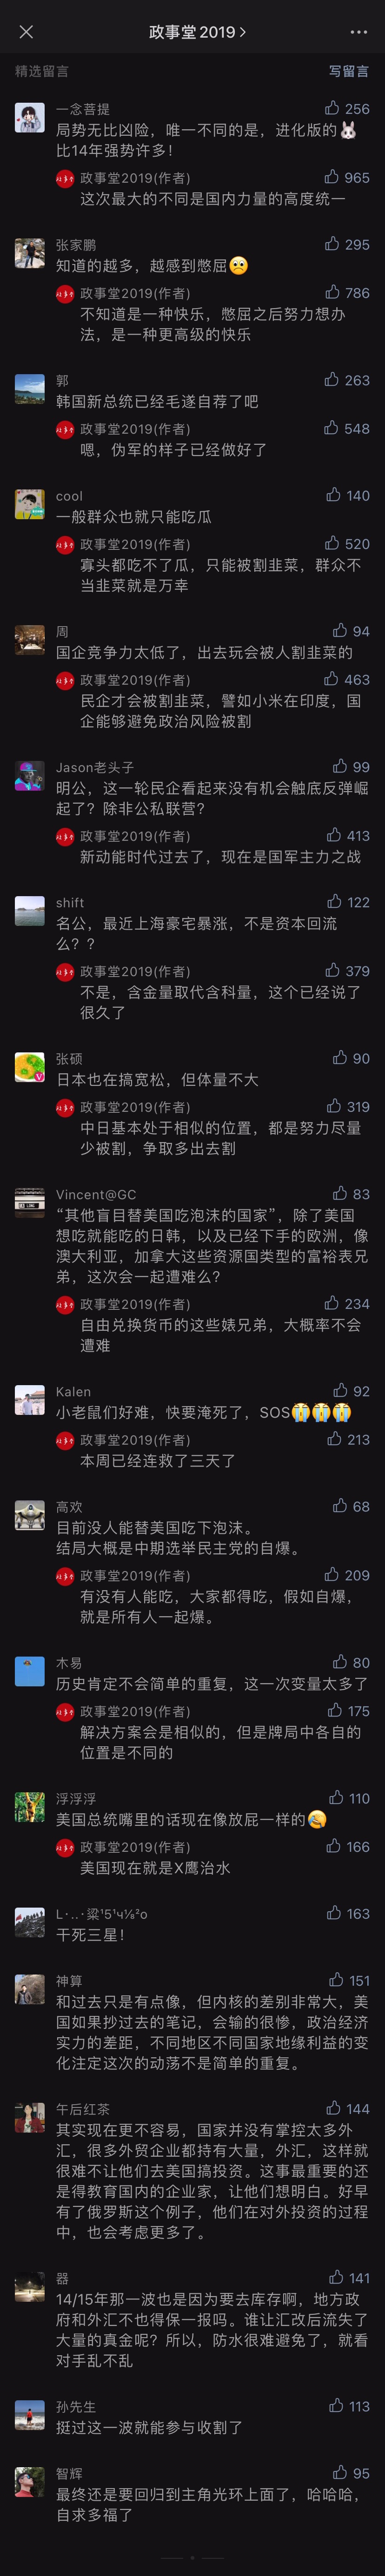 政事堂2019
精选留言
写留言
一念菩提
256
局势无比凶险，唯一不同的是，进化版的🐰
比14年强势许多！
政事堂2019(作者)
965
这次最大的不同是国内力量的高度统一
张家鹏
295
知道的越多，越感到憋屈🙁
政事堂2019(作者)
786
不知道是一种快乐，憋屈之后努力想办
法，是一种更高级的快乐
郭
263
韩国新总统已经毛遂自荐了吧
政事堂2019(作者)
548
嗯，伪军的样子已经做好了
cool
140
一般群众也就只能吃瓜
政事堂2019(作者)
520
寡头都吃不了瓜，只能被割韭菜，群众不
当韭菜就是万幸
周
94
国企竞争力太低了，出去玩会被人割韭菜的
政事堂2019(作者)
463
民企才会被割韭菜，譬如小米在印度，国
企能够避免政治风险被割
Jason老头子
99
明公，这一轮民企看起来没有机会触底反弹崛
起了？除非公私联营？
政事堂2019(作者)
413
新动能时代过去了，现在是国军主力之战
shift
122
名公，最近上海豪宅暴涨，不是资本回流
么？？
政事堂2019(作者)
379
不是，含金量取代含科量，这个已经说了
很久了
张硕
90
日本也在搞宽松，但体量不大
政事堂2019(作者)
319
中日基本处于相似的位置，都是努力尽量
少被割，争取多出去割
Vincent@GC
83
“其他盲目替美国吃泡沫的国家”，除了美国
想吃就能吃的日韩，以及已经下手的欧洲，像
澳大利亚，加拿大这些资源国类型的富裕表兄
弟，这次会一起遭难么？
政事堂2019(作者)
234
自由兑换货币的这些婊兄弟，大概率不会
遭难
Kalen
92
小老鼠们好难，快要淹死了，SOS😭😭😭
政事堂2019(作者)
213
本周已经连救了三天了
高欢
68
目前没人能替美国吃下泡沫。
结局大概是中期选举民主党的自爆。
政事堂2019(作者)
209
有没有人能吃，大家都得吃，假如自爆，
就是所有人一起爆。
木易
80
历史肯定不会简单的重复，这一次变量太多了
政事堂2019(作者)
175
解决方案会是相似的，但是牌局中各自的
位置是不同的
浮浮浮
110
美国总统嘴里的话现在像放屁一样的🤣
政事堂2019(作者)
166
美国现在就是X鹰治水
163
干死三星！
神算
151
和过去只是有点像，但内核的差别非常大，美
国如果抄过去的笔记，会输的很惨，政治经济
实力的差距，不同地区不同国家地缘利益的变
化注定这次的动荡不是简单的重复。
午后红茶
144
其实现在更不容易，国家并没有掌控太多外
汇，很多外贸企业都持有大量，外汇，这样就
很难不让他们去美国搞投资。这事最重要的还
是得教育国内的企业家，让他们想明白。好早
有了俄罗斯这个例子，他们在对外投资的过程
中，也会考虑更多了。
器
141
14/15年那一波也是因为要去库存啊，地方政
府和外汇不也得保一报吗。谁让汇改后流失了
大量的真金呢？所以，防水很难避免了，就看
对手乱不乱
孙先生
113
挺过这一波就能参与收割了
智辉
95
最终还是要回归到主角光环上面了，哈哈哈，
自求多福了